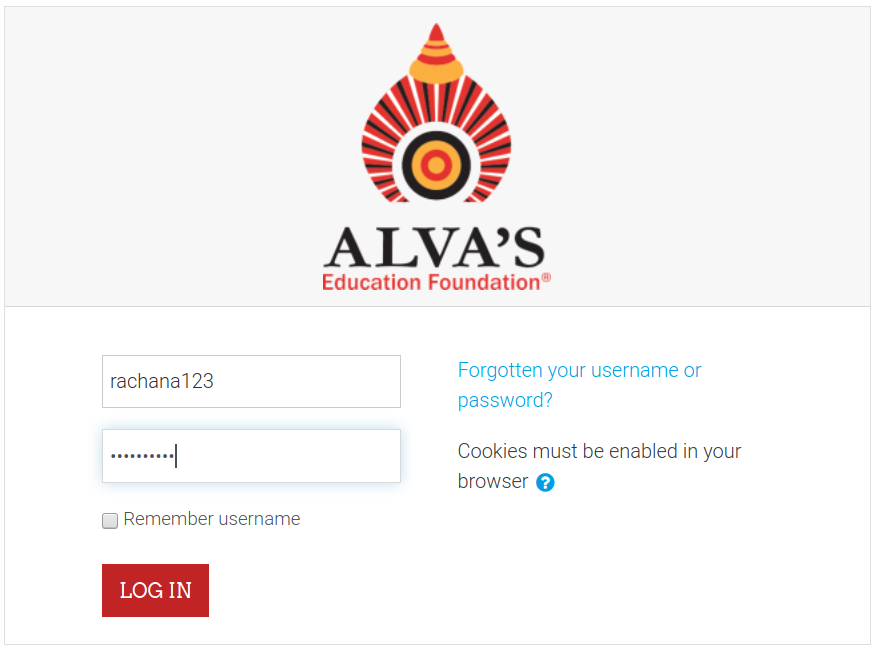 ALVA'S
Education Foundation®
rachana123
••••••••••
Remember username
LOG IN
Forgotten your username or
password?
Cookies must be enabled in your
browser ?